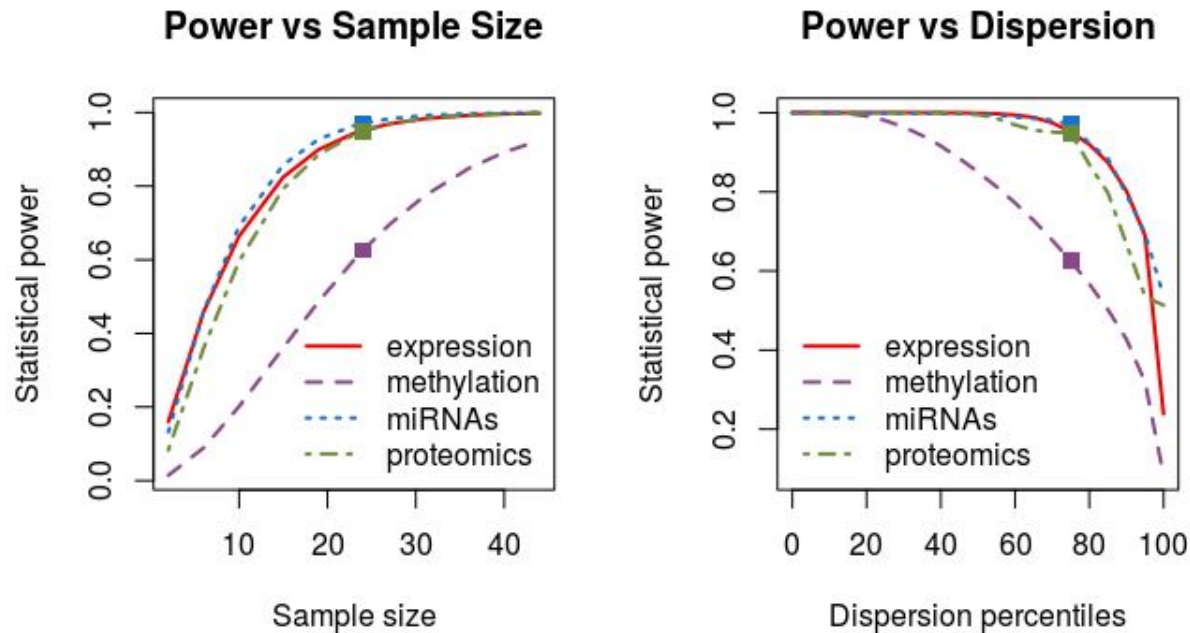 Power vs Sample Size
Statistical power
0.0 0.2 0.4 0.6 0.8 1.0
expression
methylation
miRNAs
proteomics
10 20 30 40
Sample size
Power vs Dispersion
Statistical power
0.2 0.4 0.6 0.8 1.0
expression
methylation
miRNAs
proteomics
0 20 40 60 80 100
Dispersion percentiles